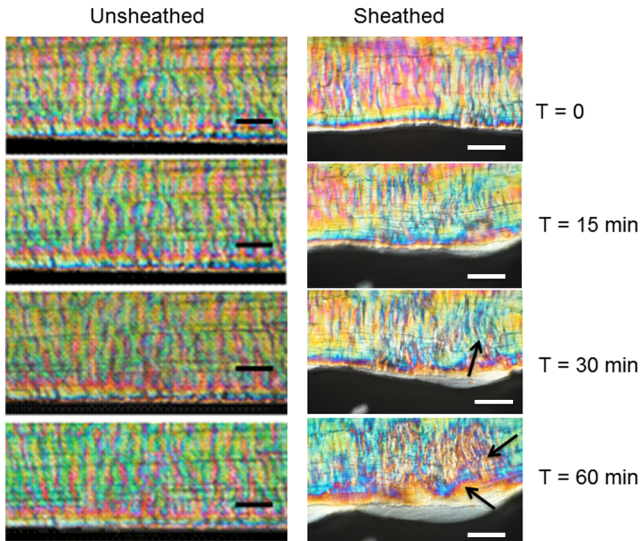 Unsheathed
Sheathed
T = 0
T = 15 min
T = 30 min
T = 60 min